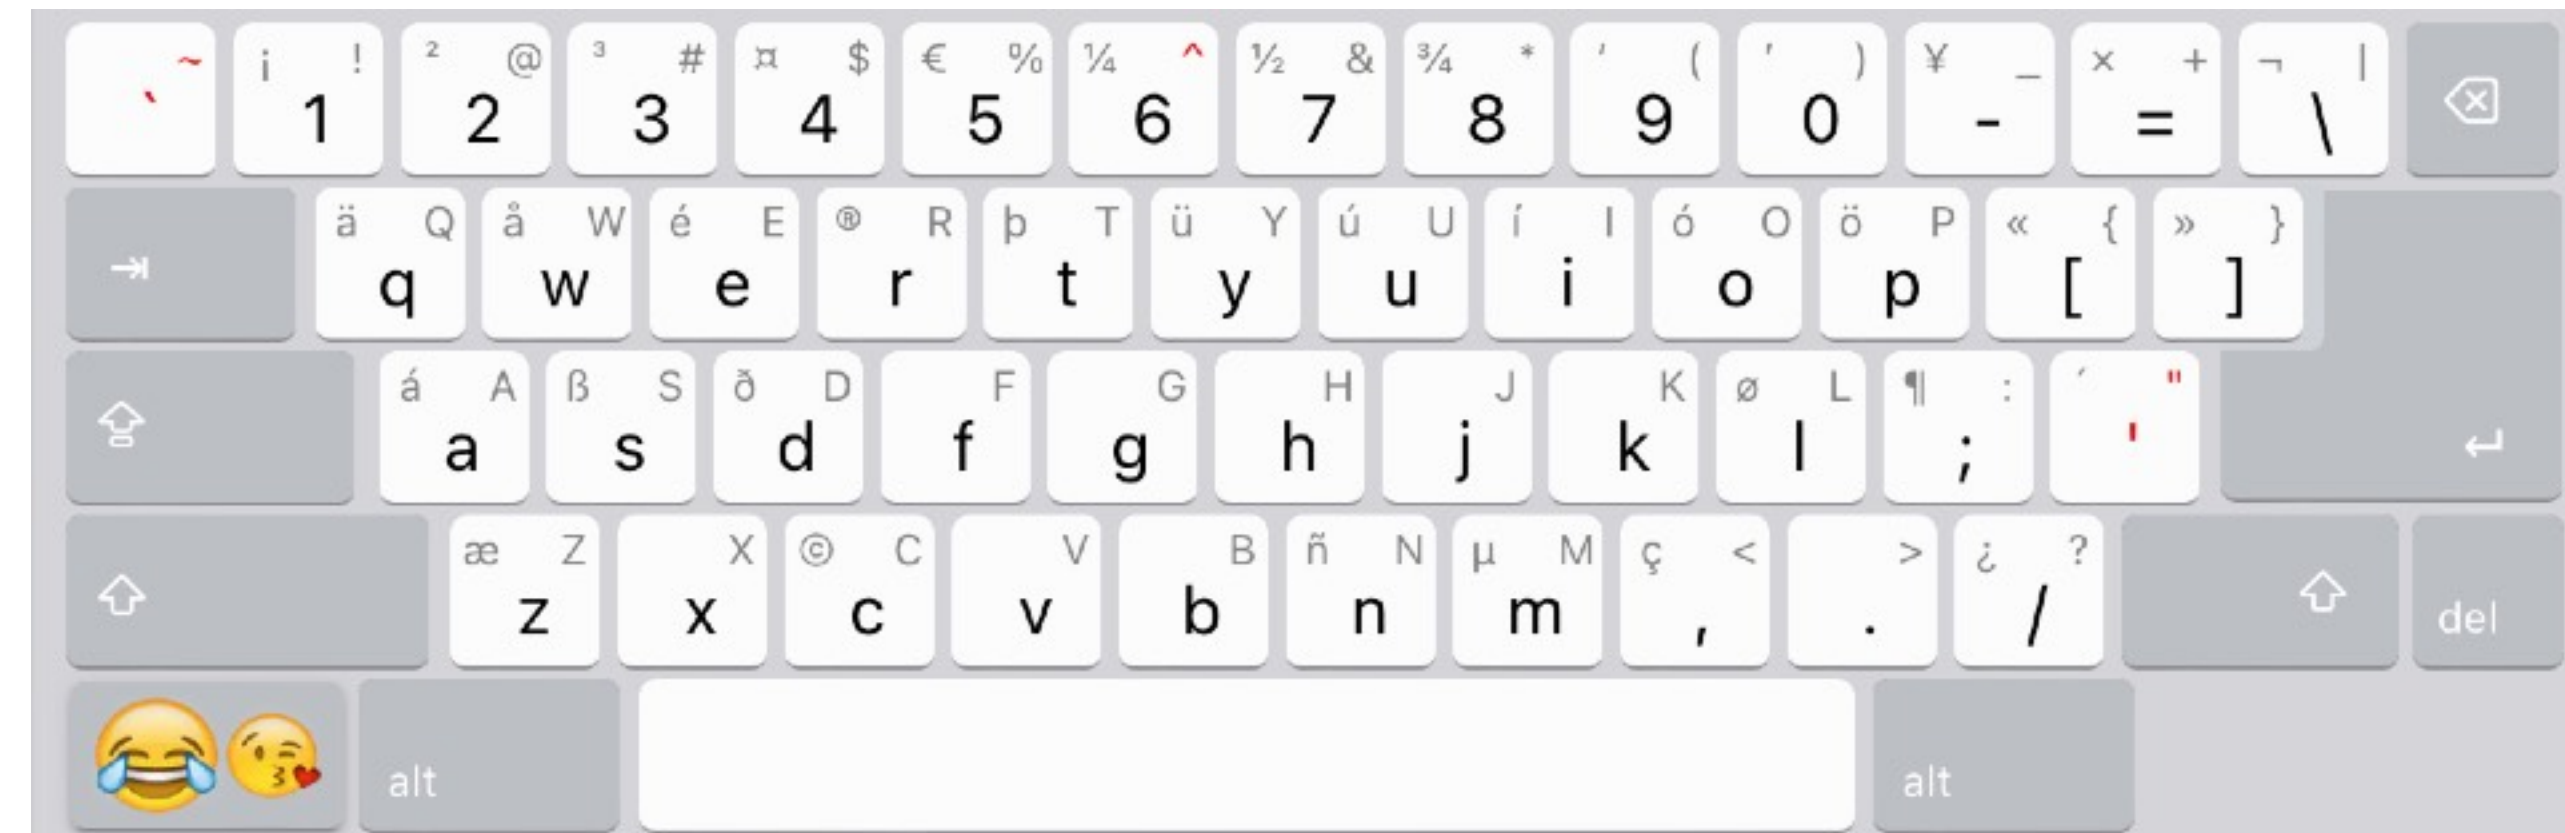 ~ ` 
¡ ! 1
² @ 2
³ # 3
¤ $ 4
€ % 5
¼ ^ 6
½ & 7
¾ * 8
‘ ( 9
’ ) 0
¥ _ -
× + =
¬ | \
ä Q q
å W w
é E e
® R r
þ T t
ü Y y
ú U u
í I i
ó O o
ö P p
« { [
» } ]
á A a
ß S s
ð D d
F f
G g
H h
J j
K k
ø L l
¶ : ;
´ " '
æ Z z
X x
© C c
V v
B b
ñ N n
µ M m
ç < ,
> .
¿ ? /
del
alt
alt